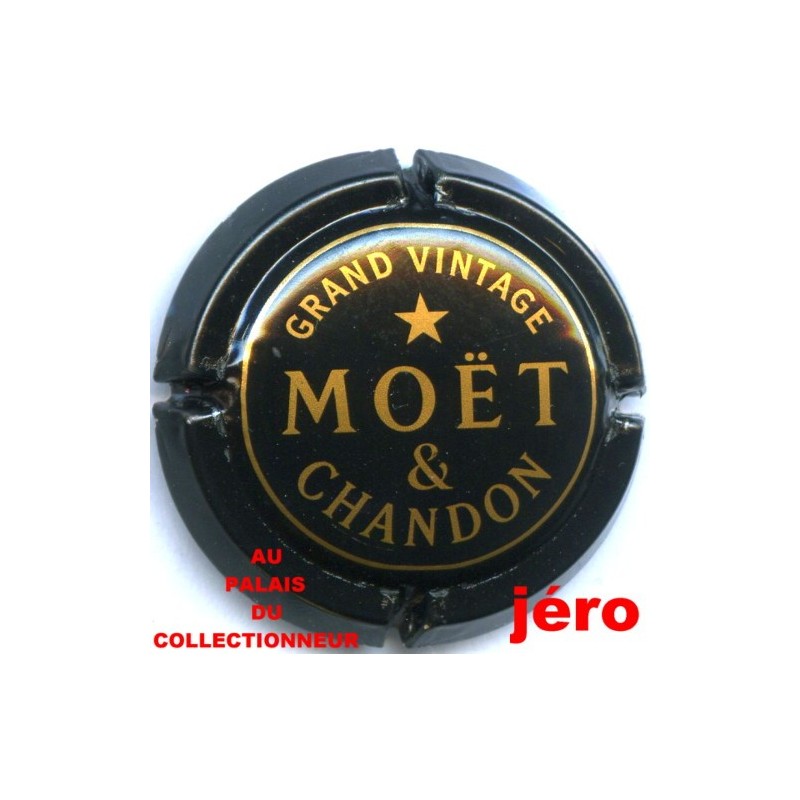 GRAND VINTAGE
MOËT
&
CHANDON
AU
PALAIS
DU
COLLECTIONNEUR
jéro